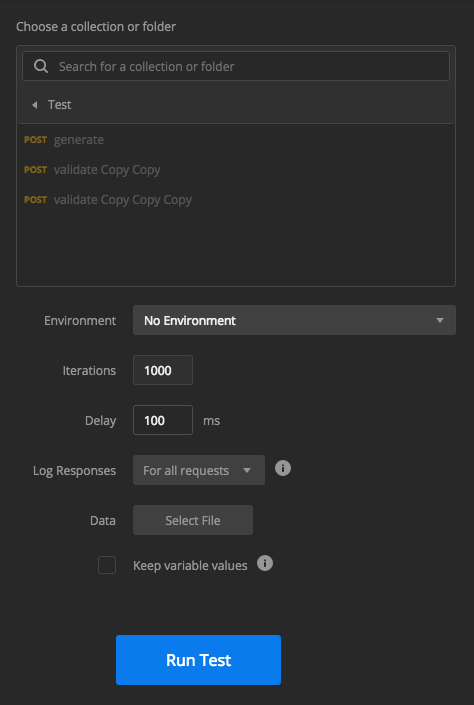 Choose a collection or folder
Search for a collection or folder
Test
POST generate
POST validate Copy Copy
POST validate Copy Copy Copy
Environment No Environment
Iterations 1000
Delay 100 ms
Log Responses For all requests
Data Select File
Keep variable values
Run Test